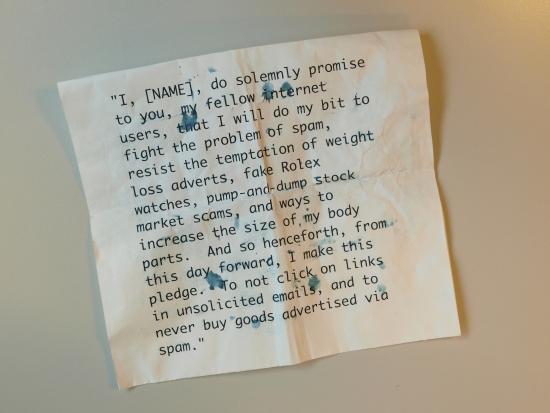 "I, [NAME], do solemnly promise
to you, my fellow internet
users, that I will do my bit to
fight the problem of spam,
resist the temptation of weight
loss adverts, fake Rolex
watches, pump-and-dump stock
market scams, and ways to
increase the size of my body
parts.  And so henceforth, from
this day forward, I make this
pledge.  To not click on links
in unsolicited emails, and to
never buy goods advertised via
spam."